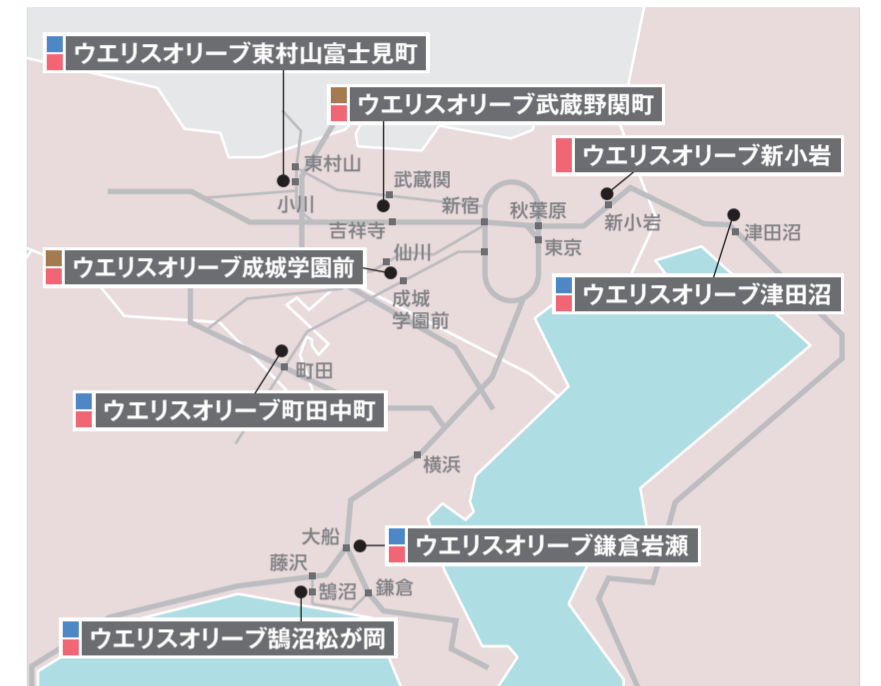 ウエリスオリーブ東村山富士見町
ウエリスオリーブ武蔵野関町
ウエリスオリーブ新小岩
東村山
武蔵関
小川
新宿
秋葉原
吉祥寺
新小岩
津田沼
東京
仙川
ウエリスオリーブ成城学園前
ウエリスオリーブ津田沼
成城
学園前
町田
ウエリスオリーブ町田中町
横浜
大船
ウエリスオリーブ鎌倉岩瀬
藤沢
鵠沼
鎌倉
ウエリスオリーブ鵠沼松が岡